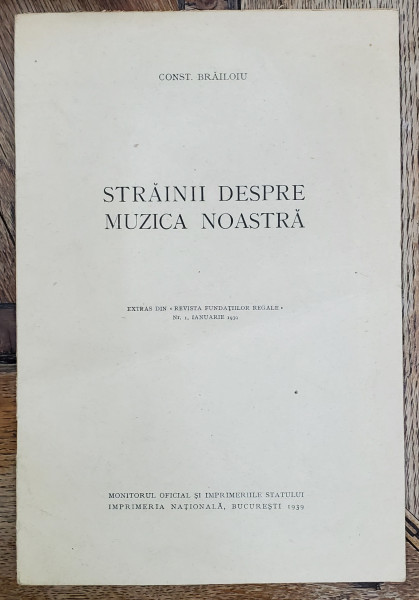 CONST. BRĂILOIU
STRĂINII DESPRE
MUZICA NOASTRĂ
EXTRAS DIN « REVISTA FUNDAȚIILOR REGALE »
Nr. 1, IANUARIE 1939
MONITORUL OFICIAL ȘI IMPRIMERIILE STATULUI
IMPRIMERIA NAȚIONALĂ, BUCUREȘTI 1939